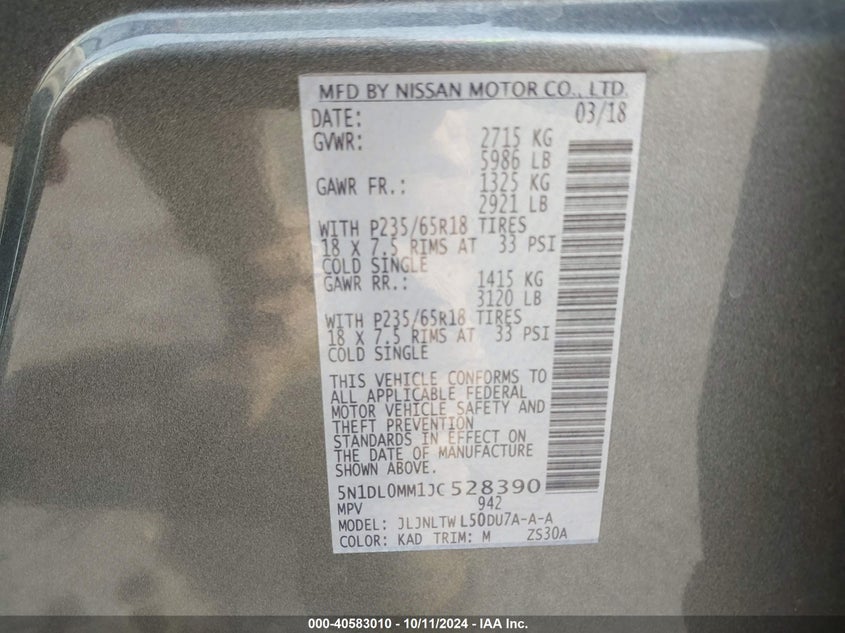 MFD BY NISSAN MOTOR CO., LTD.
DATE: 03/18
GVWR: 2715 KG
5986 LB
GAWR FR.: 1325 KG
2921 LB
WITH P235/65R18 TIRES
18 X 7.5 RIMS AT 33 PSI
COLD SINGLE
GAWR RR.: 1415 KG
3120 LB
WITH P235/65R18 TIRES
18 X 7.5 RIMS AT 33 PSI
COLD SINGLE
THIS VEHICLE CONFORMS TO
ALL APPLICABLE FEDERAL
MOTOR VEHICLE SAFETY AND
THEFT PREVENTION
STANDARDS IN EFFECT ON
THE DATE OF MANUFACTURE
SHOWN ABOVE.
5N1DL0MM1JC528390
MPV 942
MODEL: JLJNLTWL50DU7A-A-A
COLOR: KAD TRIM: M ZS30A
000-40583010 - 10/11/2024 - IAA Inc.